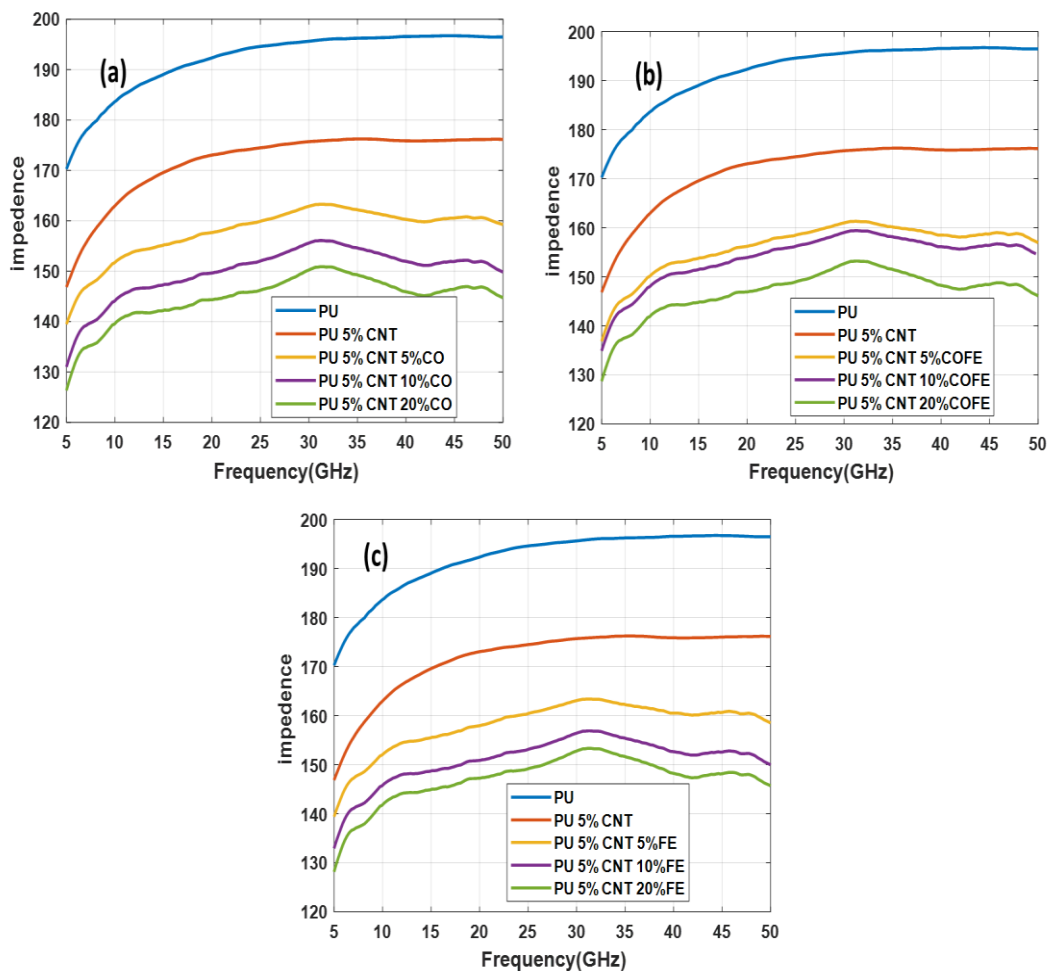 200
190
180
170
160
150
140
130
120
impedence
(a)
PU
PU 5% CNT
PU 5% CNT 5%CO
PU 5% CNT 10%CO
PU 5% CNT 20%CO
5 10 15 20 25 30 35 40 45 50
Frequency(GHz)
200
190
180
170
160
150
140
130
120
impedence
(b)
PU
PU 5% CNT
PU 5% CNT 5%COFE
PU 5% CNT 10%COFE
PU 5% CNT 20%COFE
5 10 15 20 25 30 35 40 45 50
Frequency(GHz)
200
190
180
170
160
150
140
130
120
impedence
(c)
PU
PU 5% CNT
PU 5% CNT 5%FE
PU 5% CNT 10%FE
PU 5% CNT 20%FE
5 10 15 20 25 30 35 40 45 50
Frequency(GHz)